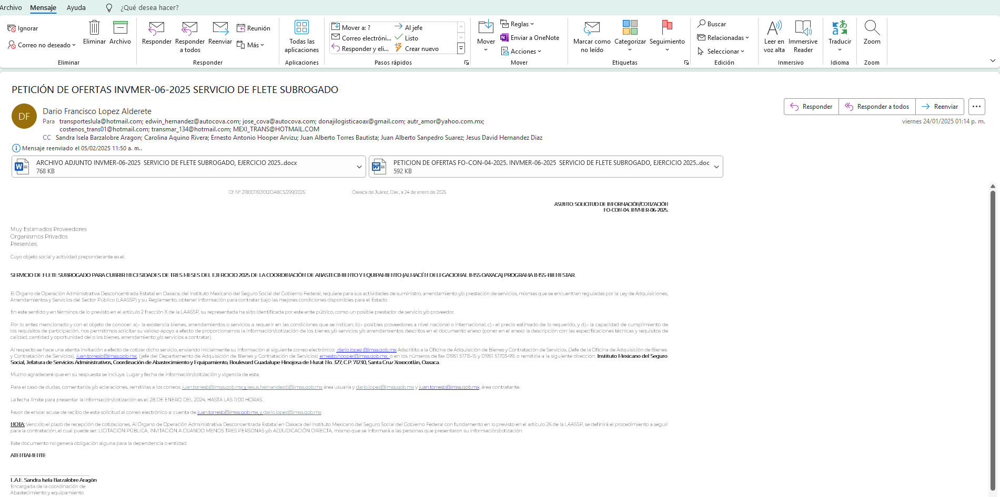 Archivo Mensaje Ayuda ¿Qué desea hacer?
Ignorar
Correo no deseado
Eliminar
Archivo
Eliminar
Responder
Responder a todos
Reenviar
Reunión
Más
Responder
Todas las aplicaciones
Aplicaciones
Mover a: ?
Correo electróni...
Responder y eli...
Al jefe
Listo
Crear nuevo
Pasos rápidos
Mover
Reglas
Enviar a OneNote
Acciones
Mover
Marcar como no leído
Categorizar
Seguimiento
Etiquetas
Buscar
Relacionadas
Seleccionar
Edición
Leer en voz alta
Immersive Reader
Inmersivo
Traducir
Idioma
Zoom
Zoom
PETICIÓN DE OFERTAS INVMER-06-2025 SERVICIO DE FLETE SUBROGADO
DF
Dario Francisco Lopez Alderete
Para transporteslula@hotmail.com; edwin_hernandez@autocova.com; jose_cova@autocova.com; donajilogisticaoax@gmail.com; autr_amor@yahoo.com.mx;
costenos_trans01@hotmail.com; transmar_134@hotmail.com; MEXI_TRANS@HOTMAIL.COM
CC Sandra Isela Barzalobre Aragon; Carolina Aquino Rivera; Ernesto Antonio Hooper Arvizu; Juan Alberto Torres Bautista; Juan Alberto Sanpedro Suarez; Jesus David Hernandez Diaz
Responder Responder a todos Reenviar
viernes 24/01/2025 01:14 p. m.
Mensaje reenviado el 05/02/2025 11:50 a. m..
ARCHIVO ADJUNTO INVMER-06-2025 SERVICIO DE FLETE SUBROGADO, EJERCICIO 2025..docx
768 KB
PETICION DE OFERTAS FO-CON-04-2025. INVMER-06-2025 SERVICIO DE FLETE SUBROGADO, EJERCICIO 2025..doc
592 KB
Of: N° 218001150100/DABCS/299/2025. Oaxaca de Juárez, Oax., a 24 de enero de 2025
ASUNTO: SOLICITUD DE INFORMACIÓN/COTIZACIÓN
FO-CON-04. INVMER-06-2025.
Muy Estimados Proveedores
Organismos Privados
Presentes.
Cuyo objeto social y actividad preponderante es el:
SERVICIO DE FLETE SUBROGADO PARA CUBRIR NECESIDADES DE TRES MESES DEL EJERCICIO 2025 DE LA COORDINACIÓN DE ABASTECIMIENTO Y EQUIPAMIENTO (ALMACÉN DELEGACIONAL IMSS OAXACA) PROGRAMA IMSS-BIENESTAR.
El Órgano de Operación Administrativa Desconcentrada Estatal en Oaxaca, del Instituto Mexicano del Seguro Social del Gobierno Federal, requiere para sus actividades de suministro, arrendamiento y/o prestación de servicios, mismas que se encuentran reguladas por la Ley de Adquisiciones,
Arrendamientos y Servicios del Sector Público (LAASSP) y su Reglamento, obtener información para contratar bajo las mejores condiciones disponibles para el Estado.
En este sentido y en términos de lo previsto en el artículo 2 fracción X de la LAASSP, su representada ha sido identificada por este ente público, como un posible prestador de servicio y/o proveedor.
Por lo antes mencionado y con el objeto de conocer: a).- la existencia bienes, arrendamientos o servicios a requerir en las condiciones que se indican; b).- posibles proveedores a nivel nacional o internacional; c).- el precio estimado de lo requerido, y d).- la capacidad de cumplimiento de
los requisitos de participación, nos permitimos solicitar su valioso apoyo a efecto de proporcionarnos la información/cotización de los bienes y/o servicios y/o arrendamientos descritos en el documento anexo (poner en el anexo la descripción con las especificaciones técnicas y requisitos de
calidad, cantidad y oportunidad del o los bienes, arrendamiento y/o servicios a contratar).
Al respecto se hace una atenta invitación a efecto de cotizar dicho servicio, enviando inicialmente su información al siguiente correo electrónico: dario.lopez @imss.gob.mx Adscritito a la Oficina de Adquisición de Bienes y Contratación de Servicios, (Jefe de la Oficina de Adquisición de Bienes
y Contratación de Servicios), juan.torresb@imss.gob.mx, (jefe del Departamento de Adquisición de Bienes y Contratación de Servicios) ernesto.hooper@imss.gob.mx, o en los números de fax 01951 51715-15 y 01951 51703-99, o remitirla a la siguiente dirección: Instituto Mexicano del Seguro
Social, Jefatura de Servicios Administrativos, Coordinación de Abastecimiento y Equipamiento, Boulevard Guadalupe Hinojosa de Murat No. 327, C.P. 71230, Santa Cruz Xoxocotlán, Oaxaca.
Mucho agradeceré que en su respuesta se incluya: Lugar y fecha de información/cotización y vigencia de esta.
Para el caso de dudas, comentarios y/o aclaraciones, remitirlas a los correos: juan.torresb@imss.gob.mx y jesus.hernandezdi@imss.gob.mx área usuaria y dario.lopez@imss.gob.mx y juan.torresb@imss.gob.mx, área contratante.
La fecha límite para presentar la información/cotización es el: 28 DE ENERO DEL 2024, HASTA LAS 11:00 HORAS.
Favor de enviar acuse de recibo de esta solicitud al correo electrónico a: cuenta de juan.torresb@imss.gob.mx, y dario.lopez@imss.gob.mx
NOTA: Vencido el plazo de recepción de cotizaciones, Al Órgano de Operación Administrativa Desconcentrada Estatal en Oaxaca del Instituto Mexicano del Seguro Social del Gobierno Federal con fundamento en lo previsto en el artículo 26 de la LAASSP, se definirá el procedimiento a seguir
para la contratación, el cual puede ser: LICITACIÓN PÚBLICA, INVITACIÓN A CUANDO MENOS TRES PERSONAS y/o ADJUDICACIÓN DIRECTA, mismo que se informará a las personas que presentaron su información/cotización.
Este documento no genera obligación alguna para la dependencia o entidad.
ATENTAMENTE
L.A.E. Sandra Isela Barzalobre Aragón
Encargada de la coordinación de
Abastecimiento y equipamiento